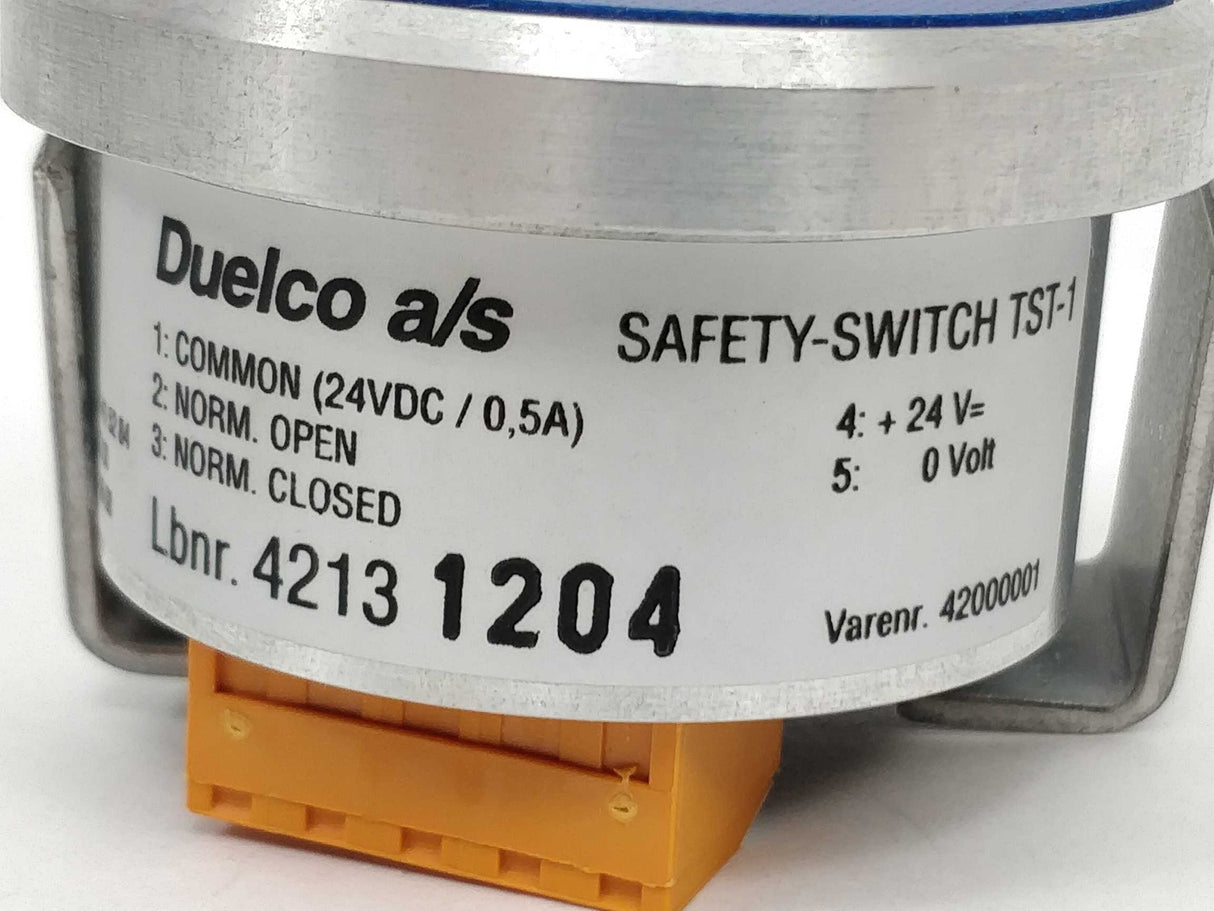 Duelco a/s
SAFETY-SWITCH TST-1
1: COMMON (24VDC / 0,5A)
2: NORM. OPEN
3: NORM. CLOSED
4: + 24 V=
5: 0 Volt
Lbnr. 4213 1204
Varenr. 42000001